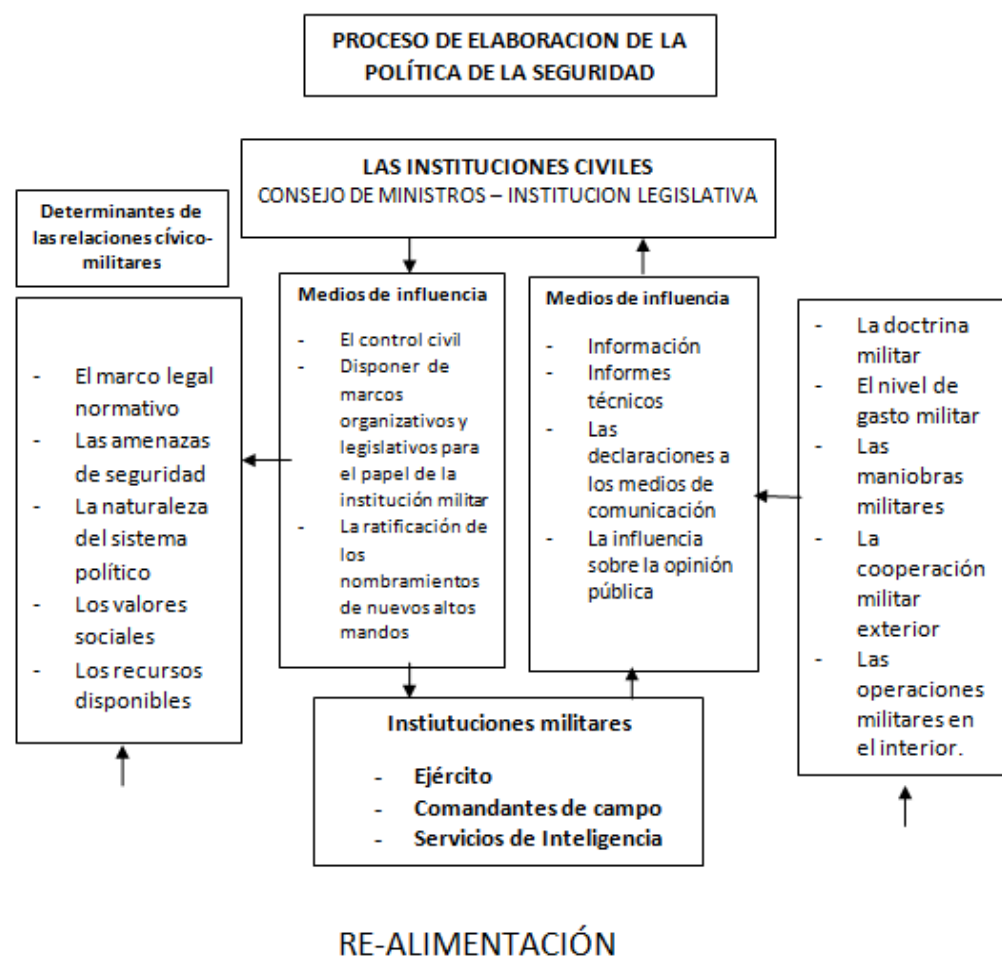 PROCESO DE ELABORACION DE LA
POLÍTICA DE LA SEGURIDAD
LAS INSTITUCIONES CIVILES
CONSEJO DE MINISTROS – INSTITUCION LEGISLATIVA
Determinantes de
las relaciones cívico-
militares
- El marco legal
normativo
- Las amenazas
de seguridad
- La naturaleza
del sistema
político
- Los valores
sociales
- Los recursos
disponibles
Medios de influencia
- El control civil
- Disponer de
marcos
organizativos y
legislativos para
el papel de la
institución militar
- La ratificación de
los
nombramientos
de nuevos altos
mandos
Medios de influencia
- Información
- Informes
técnicos
- Las
declaraciones a
los medios de
comunicación
- La influencia
sobre la opinión
pública
- La doctrina
militar
- El nivel de
gasto militar
- Las
maniobras
militares
- La
cooperación
militar
exterior
- Las
operaciones
militares en
el interior.
Instiutuciones militares
- Ejército
- Comandantes de campo
- Servicios de Inteligencia
RE-ALIMENTACIÓN